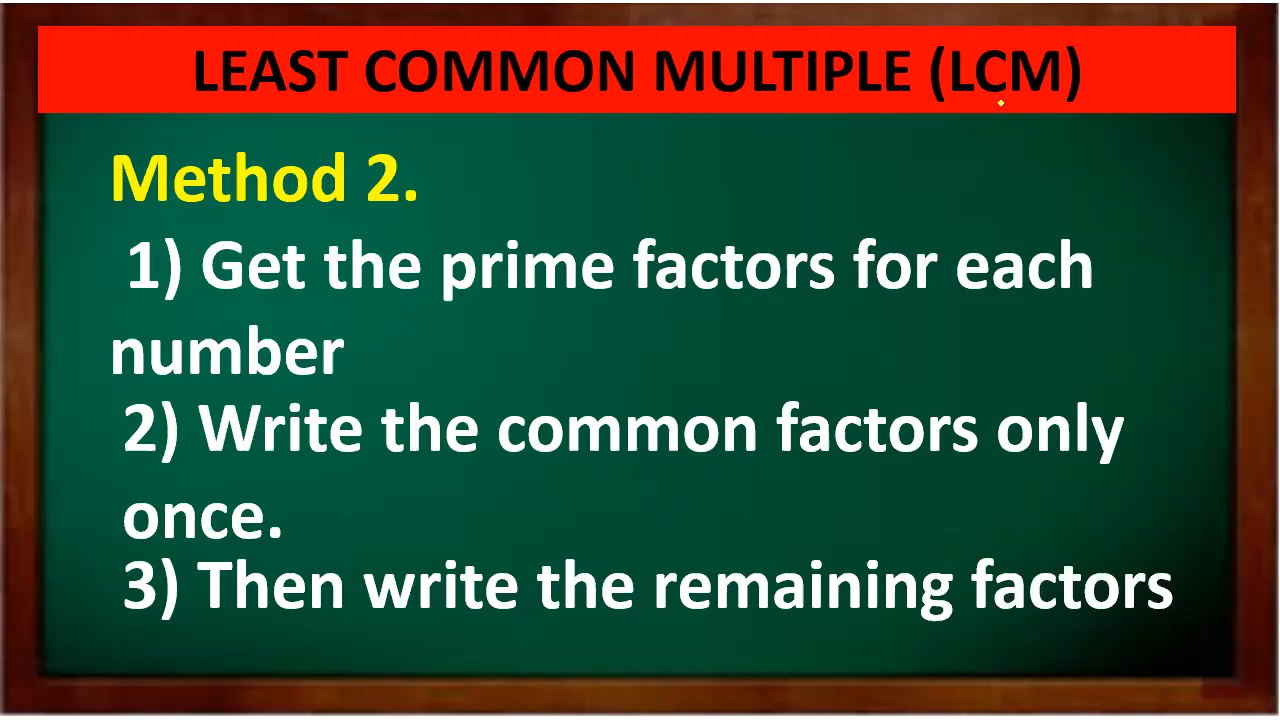 LEAST COMMON MULTIPLE (LCM)
Method 2.
1) Get the prime factors for each
number
2) Write the common factors only
once.
3) Then write the remaining factors